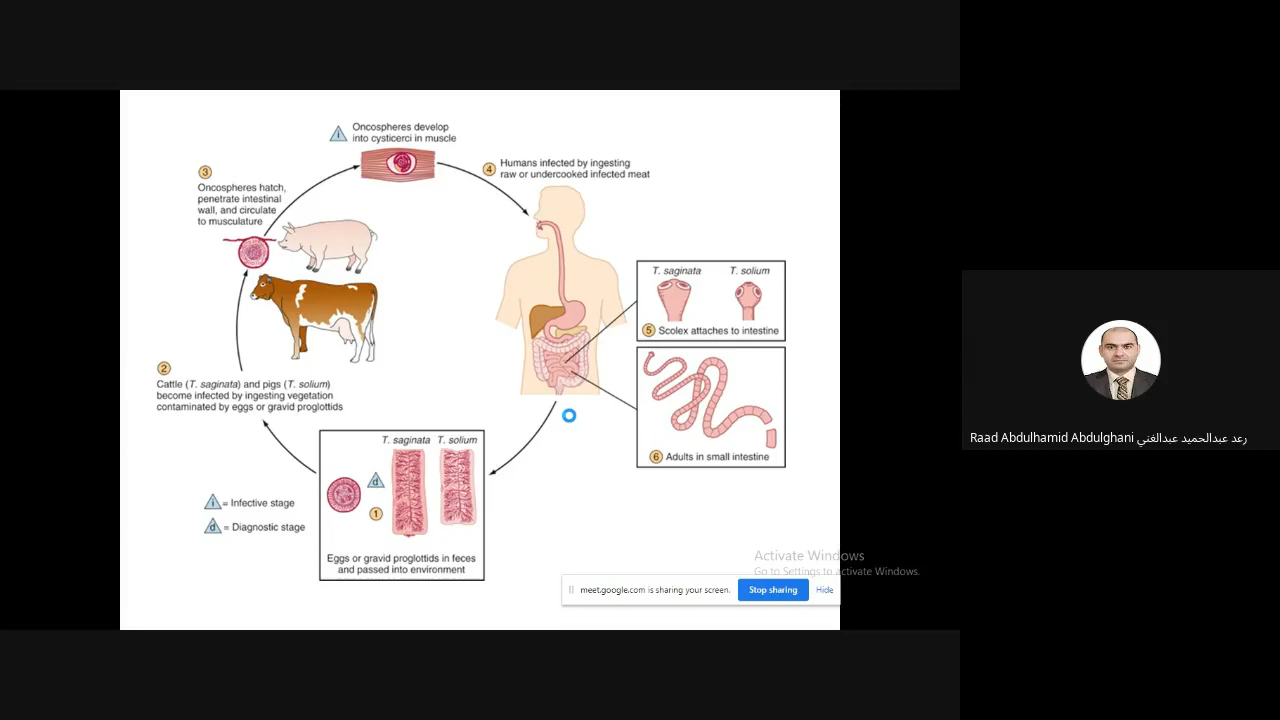 i
Oncospheres develop
into cysticerci in muscle
3
Oncospheres hatch,
penetrate intestinal
wall, and circulate
to musculature
4
Humans infected by ingesting
raw or undercooked infected meat
T. saginata T. solium
5 Scolex attaches to intestine
6 Adults in small intestine
2
Cattle (T. saginata) and pigs (T. solium)
become infected by ingesting vegetation
contaminated by eggs or gravid proglottids
T. saginata T. solium
d
1
Eggs or gravid proglottids in feces
and passed into environment
i = Infective stage
d = Diagnostic stage
Activate Windows
Go to Settings to activate Windows.
meet.google.com is sharing your screen. Stop sharing Hide
Raad Abdulhamid Abdulghani رعد عبدالحميد عبدالغني